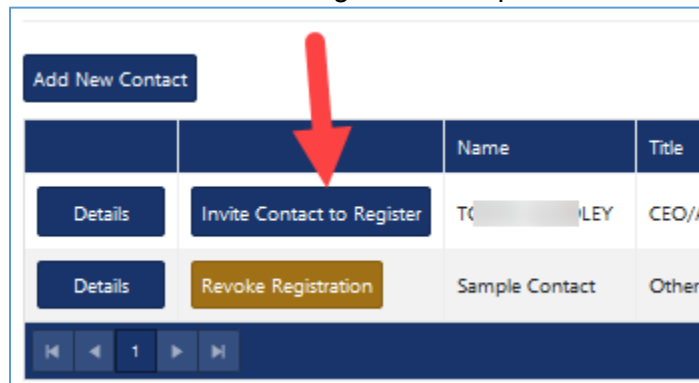 Add New Contact
Name Title
Details Invite Contact to Register LEY CEO/
Details Revoke Registration Sample Contact Other
1